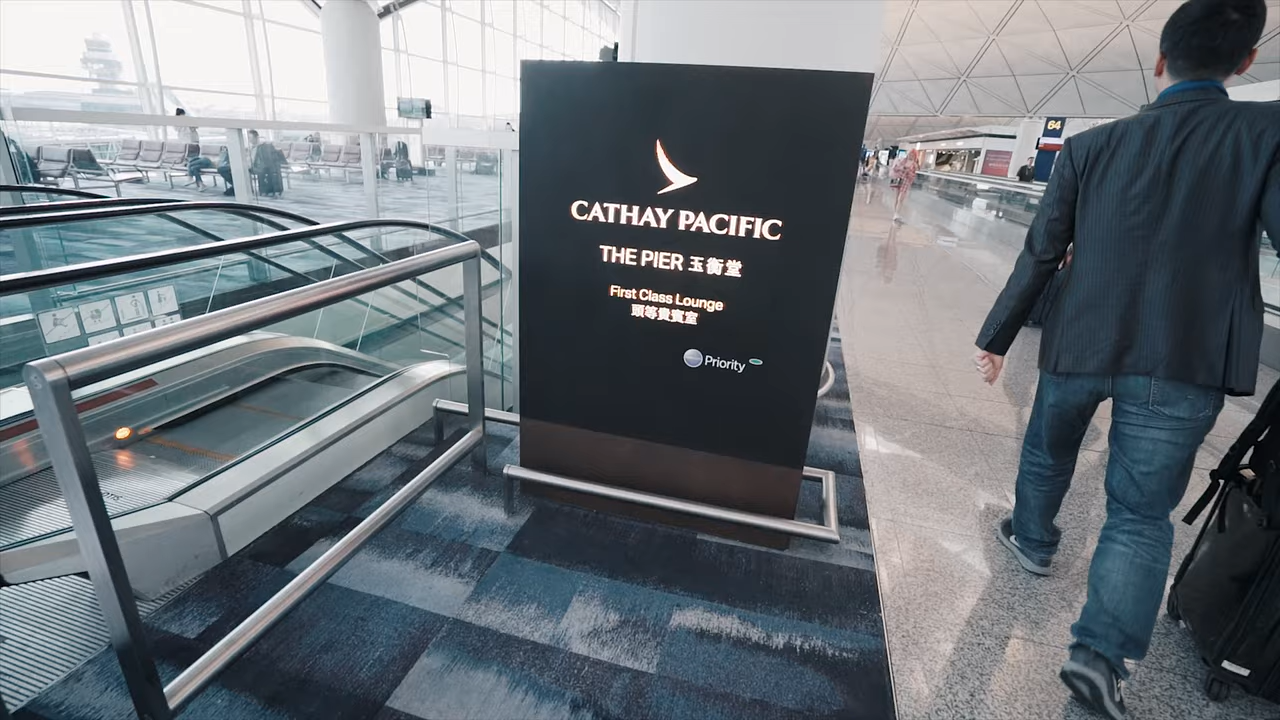 CATHAY PACIFIC
THE PIER 玉衡堂
First Class Lounge
頭等貴賓室
Priority
64